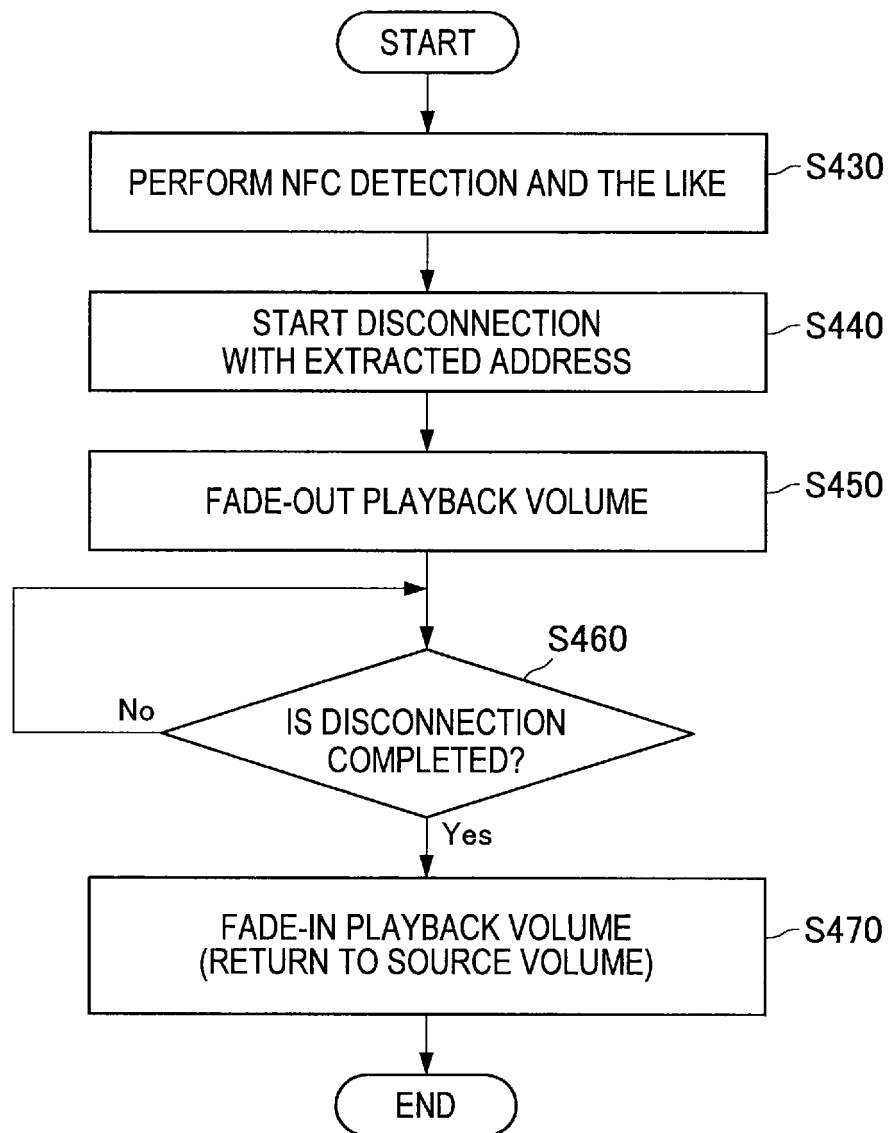 START
PERFORM NFC DETECTION AND THE LIKE
S430
START DISCONNECTION
WITH EXTRACTED ADDRESS
S440
FADE-OUT PLAYBACK VOLUME
S450
S460
IS DISCONNECTION
COMPLETED?
No
Yes
FADE-IN PLAYBACK VOLUME
(RETURN TO SOURCE VOLUME)
S470
END